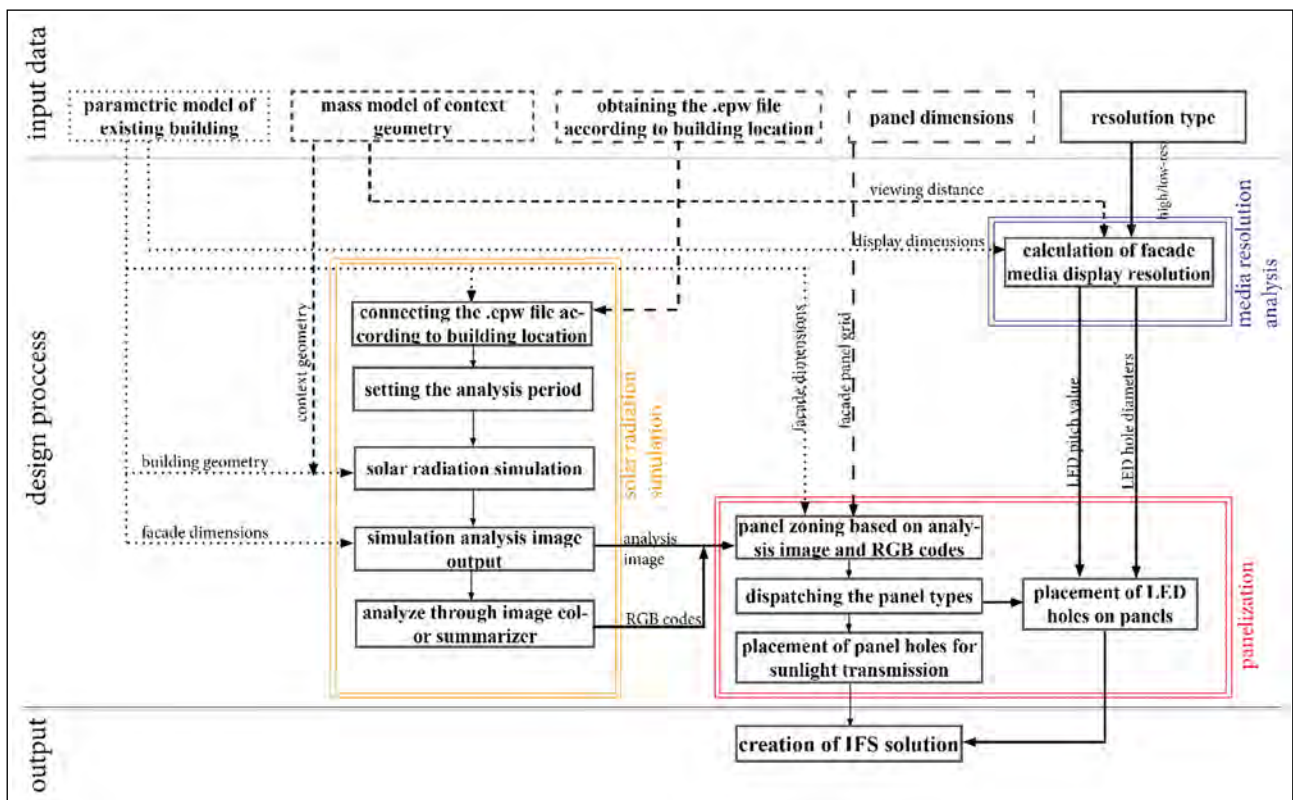 input data
parametric model of
existing building
mass model of context
geometry
obtaining the .epw file
according to building location
panel dimensions
resolution type
design proccess
viewing distance
high/low-res
display dimensions
calculation of facade
media display resolution
media resolution
analysis
connecting the .epw file ac-
cording to building location
setting the analysis period
context geometry
solar radiation
simulation
facade dimensions
facade panel grid
LED pitch value
LED hole diameters
building geometry
solar radiation simulation
facade dimensions
simulation analysis image
output
analysis
image
panel zoning based on analy-
sis image and RGB codes
analyze through image col-
or summarizer
RGB codes
dispatching the panel types
placement of LED
holes on panels
placement of panel holes for
sunlight transmission
panelization
output
creation of IFS solution